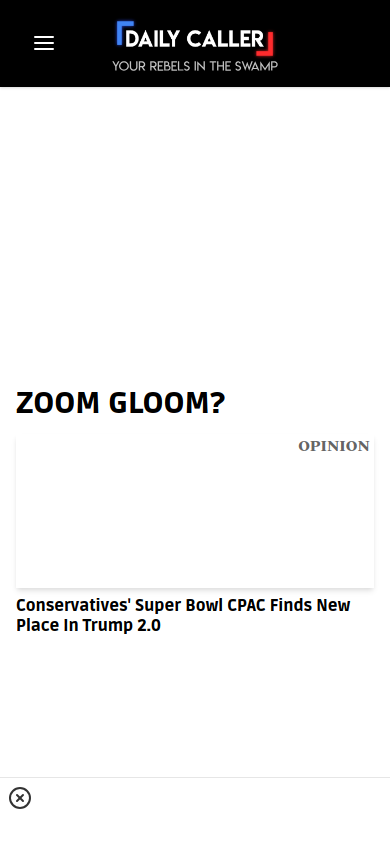 DAILY CALLER
YOUR REBELS IN THE SWAMP
ZOOM GLOOM?
OPINION
Conservatives' Super Bowl CPAC Finds New
Place In Trump 2.0